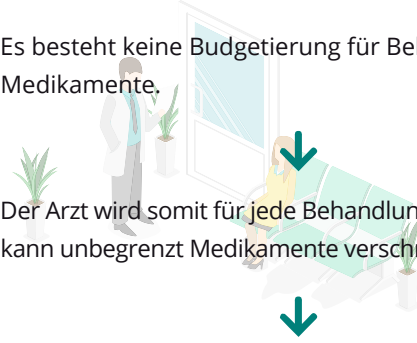 Es besteht keine Budgetierung für
Medikamente.
Der Arzt wird somit für jede
kann unbegrenzt Medikamente